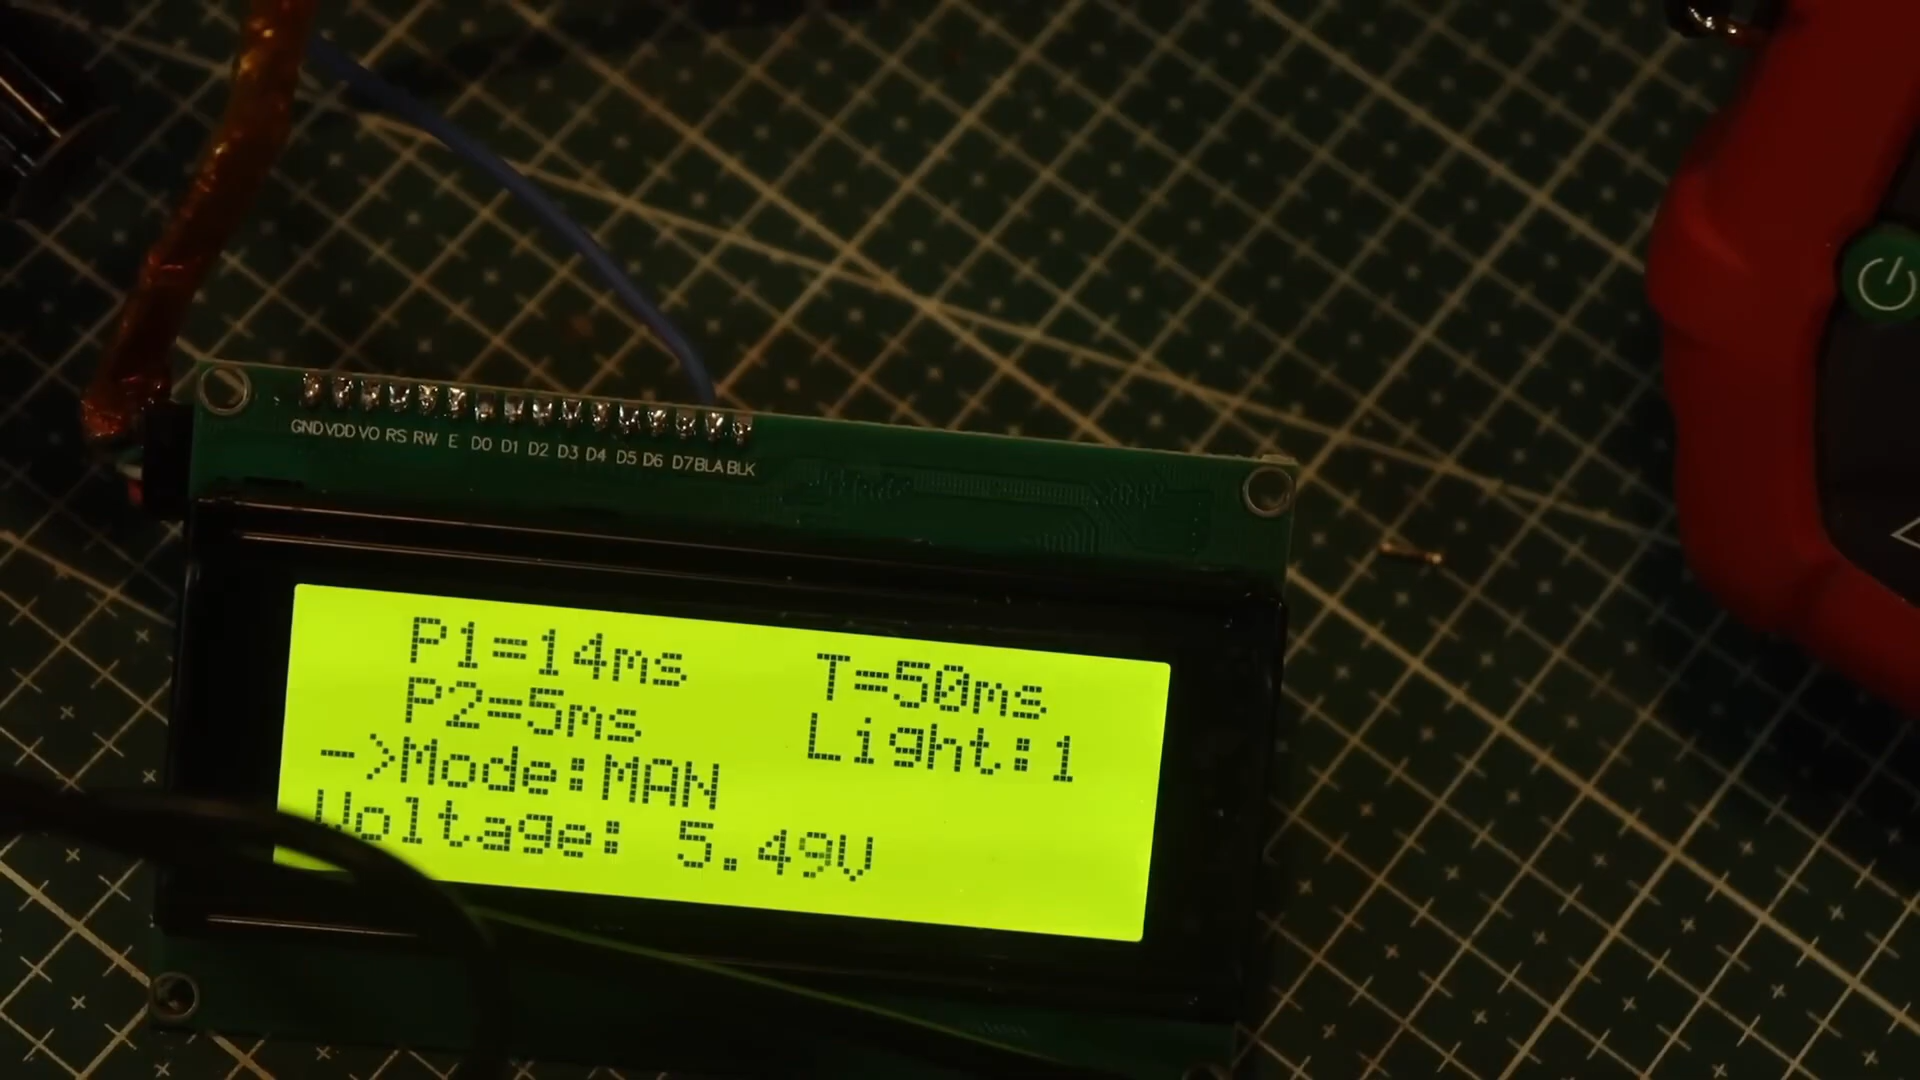 GND VDD VO RS RW E D0 D1 D2 D3 D4 D5 D6 D7 BLA BLK
P1=14ms T=50ms
P2=5ms Light:1
->Mode:MAN
Voltage: 5.49V